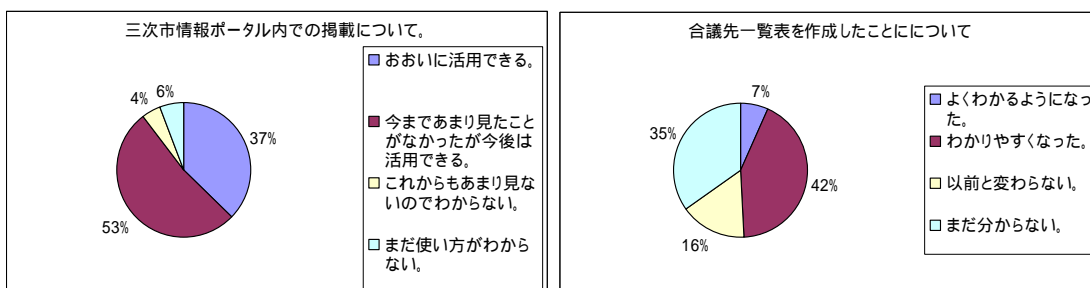 三次市情報ポータル内での掲載について。
6%
4%
37%
53%
おおいに活用できる。
今まであまり見たこと
がなかったが今後は
活用できる。
これからもあまり見な
いのでわからない。
まだ使い方がわから
ない。
合議先一覧表を作成したことにについて
7%
35%
42%
16%
よくわかるようになっ
た。
わかりやすくなった。
以前と変わらない。
まだ分からない。